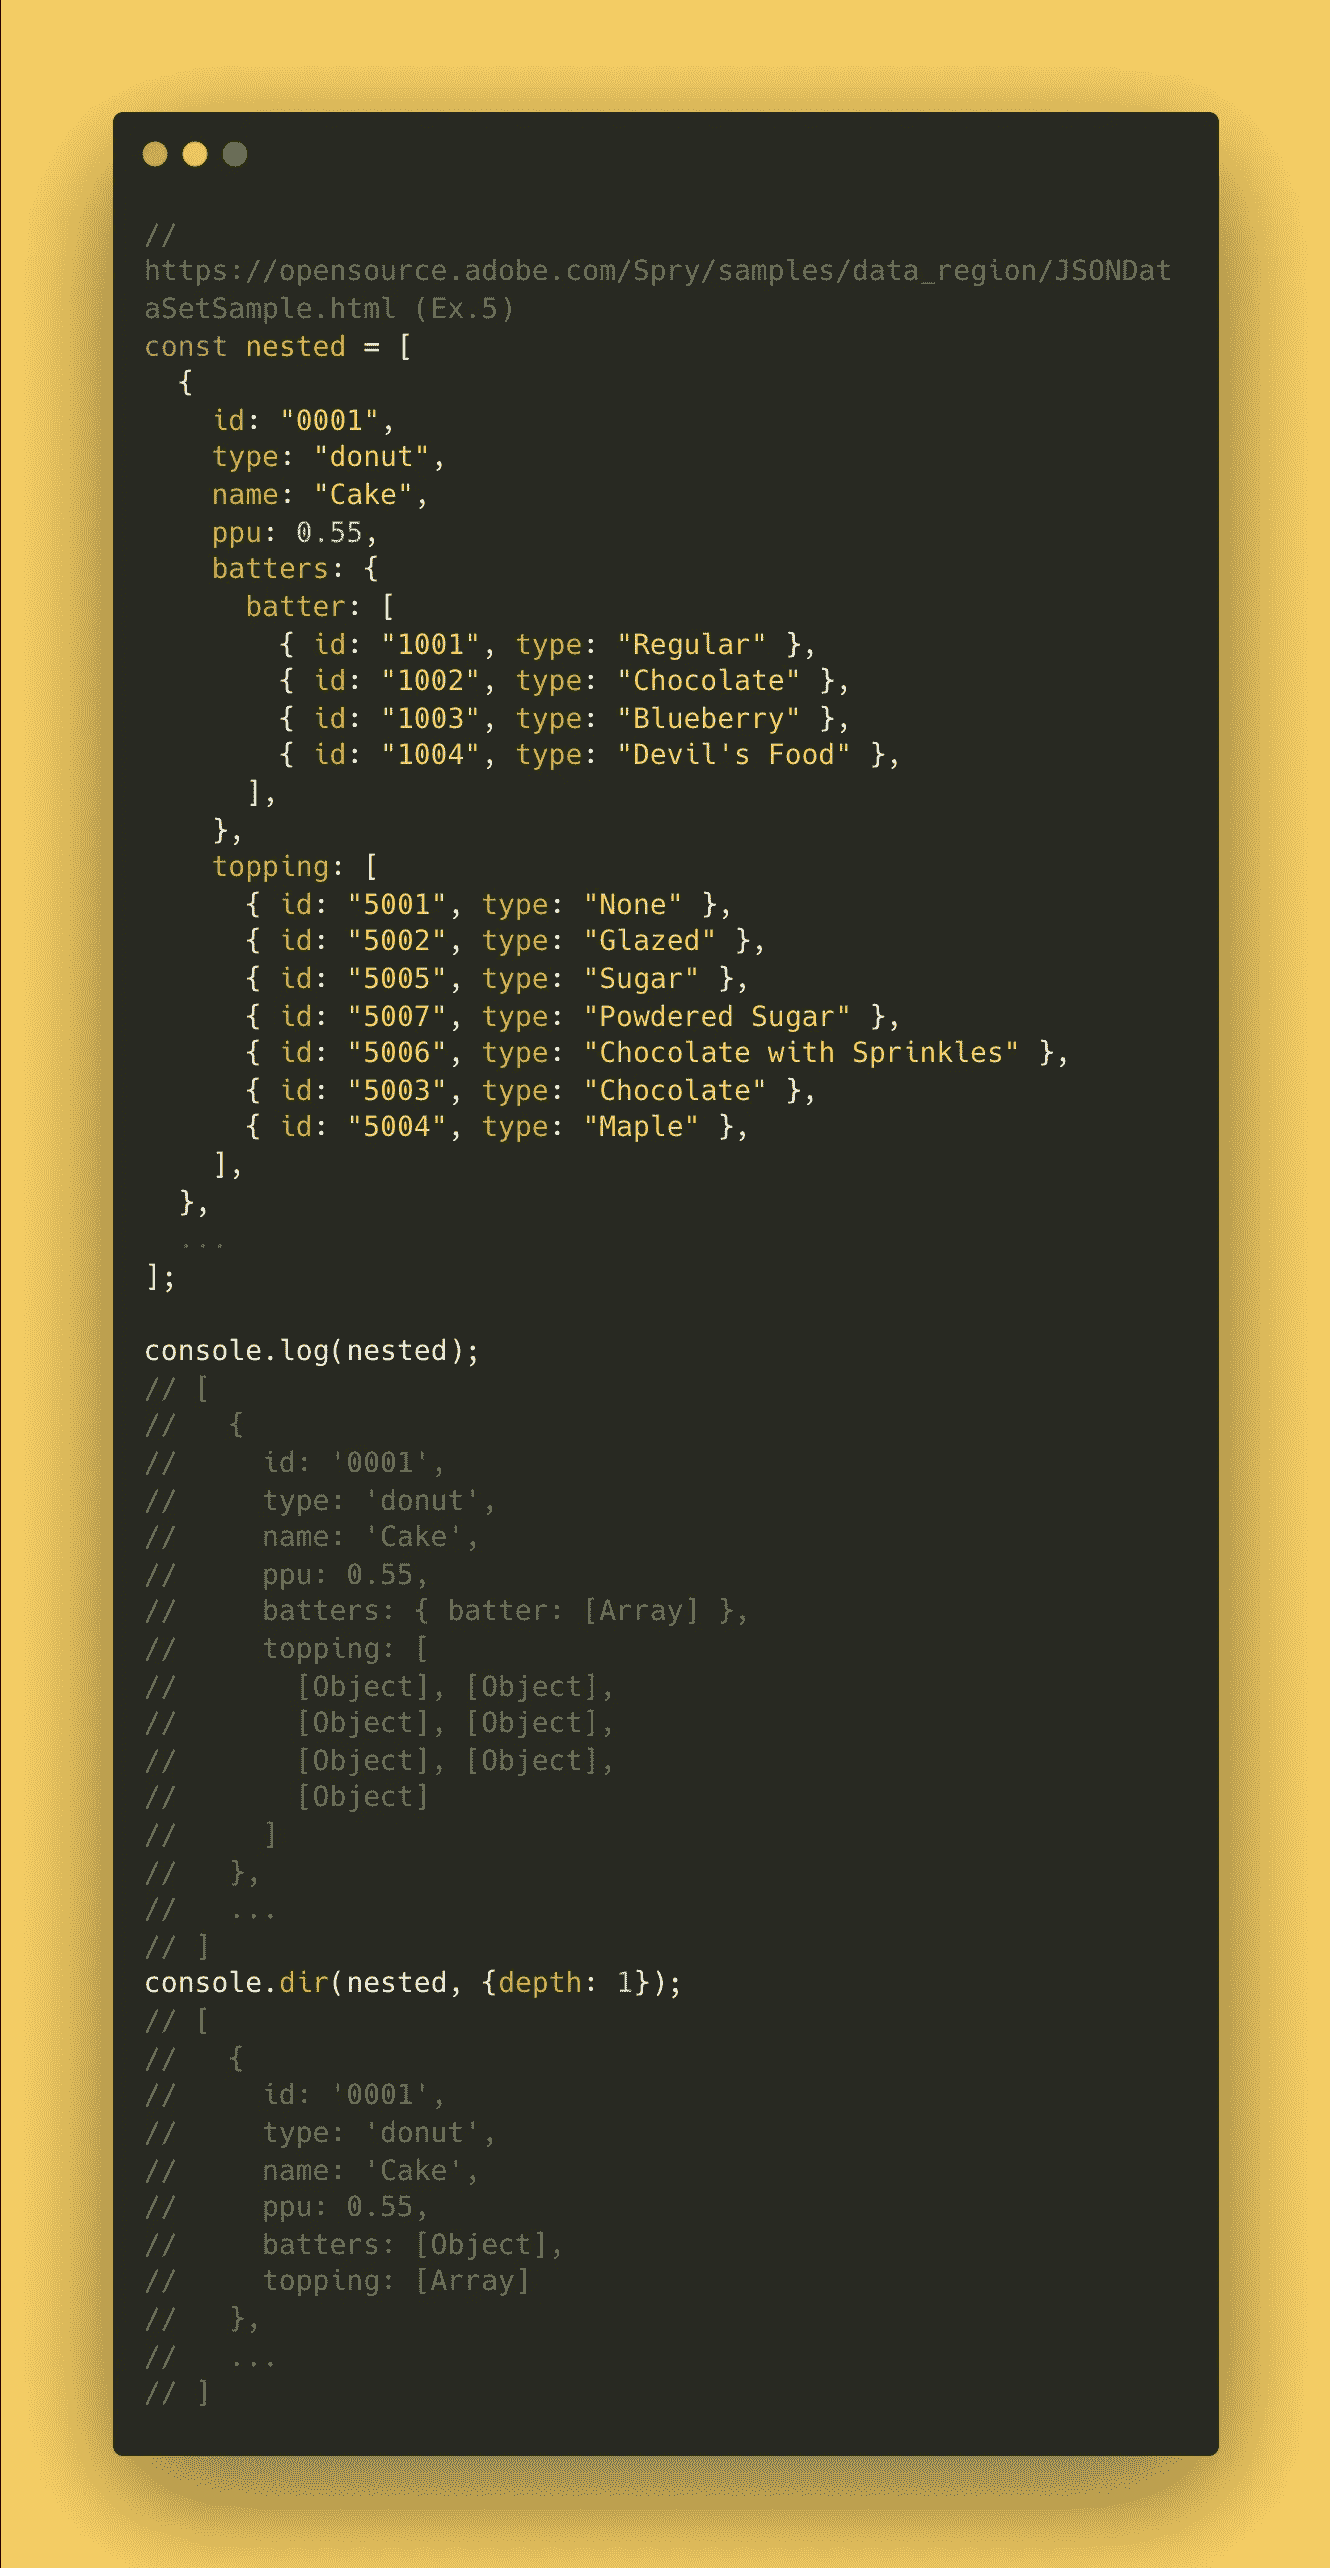 //
https://opensource.adobe.com/Spry/samples/data_region/JSONDat
aSetSample.html (Ex.5)
const nested = [
  {
    id: "0001",
    type: "donut",
    name: "Cake",
    ppu: 0.55,
    batters: {
      batter: [
        { id: "1001", type: "Regular" },
        { id: "1002", type: "Chocolate" },
        { id: "1003", type: "Blueberry" },
        { id: "1004", type: "Devil's Food" },
      ],
    },
    topping: [
      { id: "5001", type: "None" },
      { id: "5002", type: "Glazed" },
      { id: "5005", type: "Sugar" },
      { id: "5007", type: "Powdered Sugar" },
      { id: "5006", type: "Chocolate with Sprinkles" },
      { id: "5003", type: "Chocolate" },
      { id: "5004", type: "Maple" },
    ],
  },
  ...
];

console.log(nested);
// [
//   {
//     id: '0001',
//     type: 'donut',
//     name: 'Cake',
//     ppu: 0.55,
//     batters: { batter: [Array] },
//     topping: [
//       [Object], [Object],
//       [Object], [Object],
//       [Object], [Object],
//       [Object]
//     ]
//   },
//   ...
// ]
console.dir(nested, {depth: 1});
// [
//   {
//     id: '0001',
//     type: 'donut',
//     name: 'Cake',
//     ppu: 0.55,
//     batters: [Object],
//     topping: [Array]
//   },
//   ...
// ]